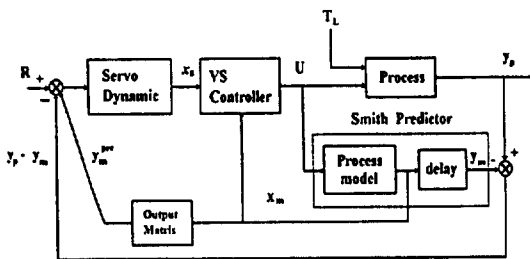 T_L
R +
−
Servo
Dynamic
x_s
VS
Controller
U
Process
y_p
Smith Predictor
y_p - y_m
y_m^pre
Process
model
delay
y_m
-
+
x_m
Output
Matrix